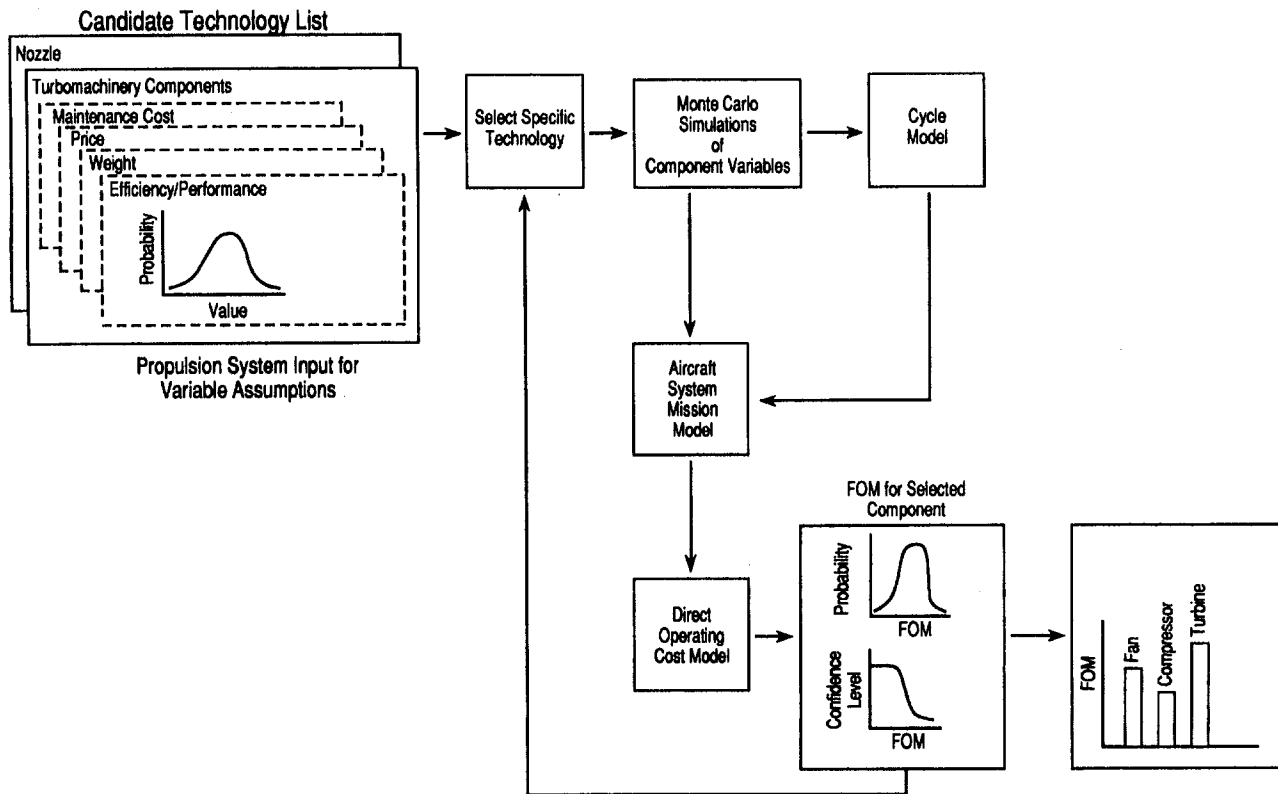 Candidate Technology List
Nozzle
Turbomachinery Components
Maintenance Cost
Price
Weight
Efficiency/Performance
Probability
Value
Propulsion System Input for
Variable Assumptions
Select Specific
Technology
Monte Carlo
Simulations
of
Component Variables
Cycle
Model
Aircraft
System
Mission
Model
Direct
Operating
Cost Model
FOM for Selected
Component
Probability
FOM
Confidence
Level
FOM
FOM
Fan
Compressor
Turbine